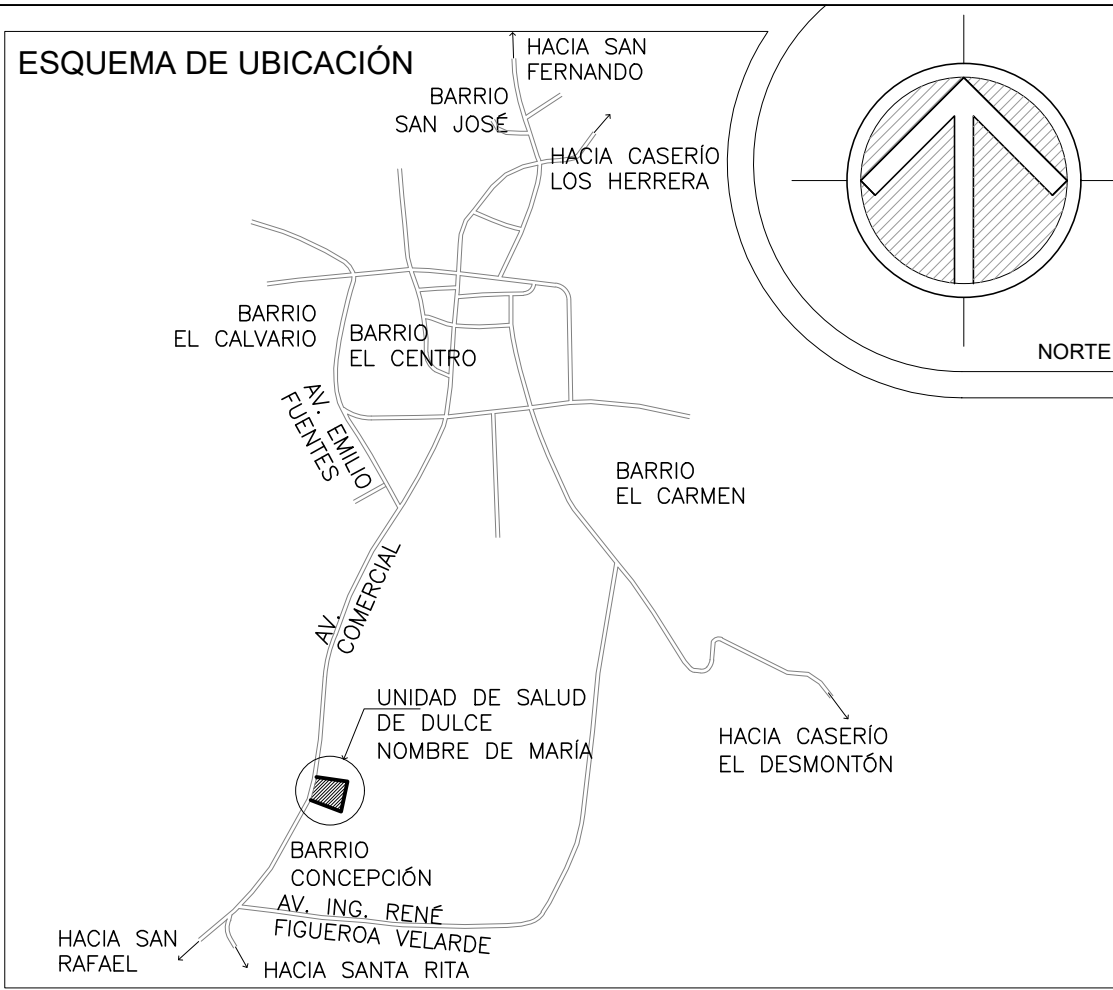 ESQUEMA DE UBICACIÓN
HACIA SAN
FERNANDO
BARRIO
SAN JOSÉ
HACIA CASERÍO
LOS HERRERA
NORTE
BARRIO
EL CALVARIO
BARRIO
EL CENTRO
AV. EMILIO
FUENTES
BARRIO
EL CARMEN
AV.
COMERCIAL
UNIDAD DE SALUD
DE DULCE
NOMBRE DE MARÍA
HACIA CASERÍO
EL DESMONTÓN
BARRIO
CONCEPCIÓN
AV. ING. RENÉ
FIGUEROA VELARDE
HACIA SAN
RAFAEL
HACIA SANTA RITA